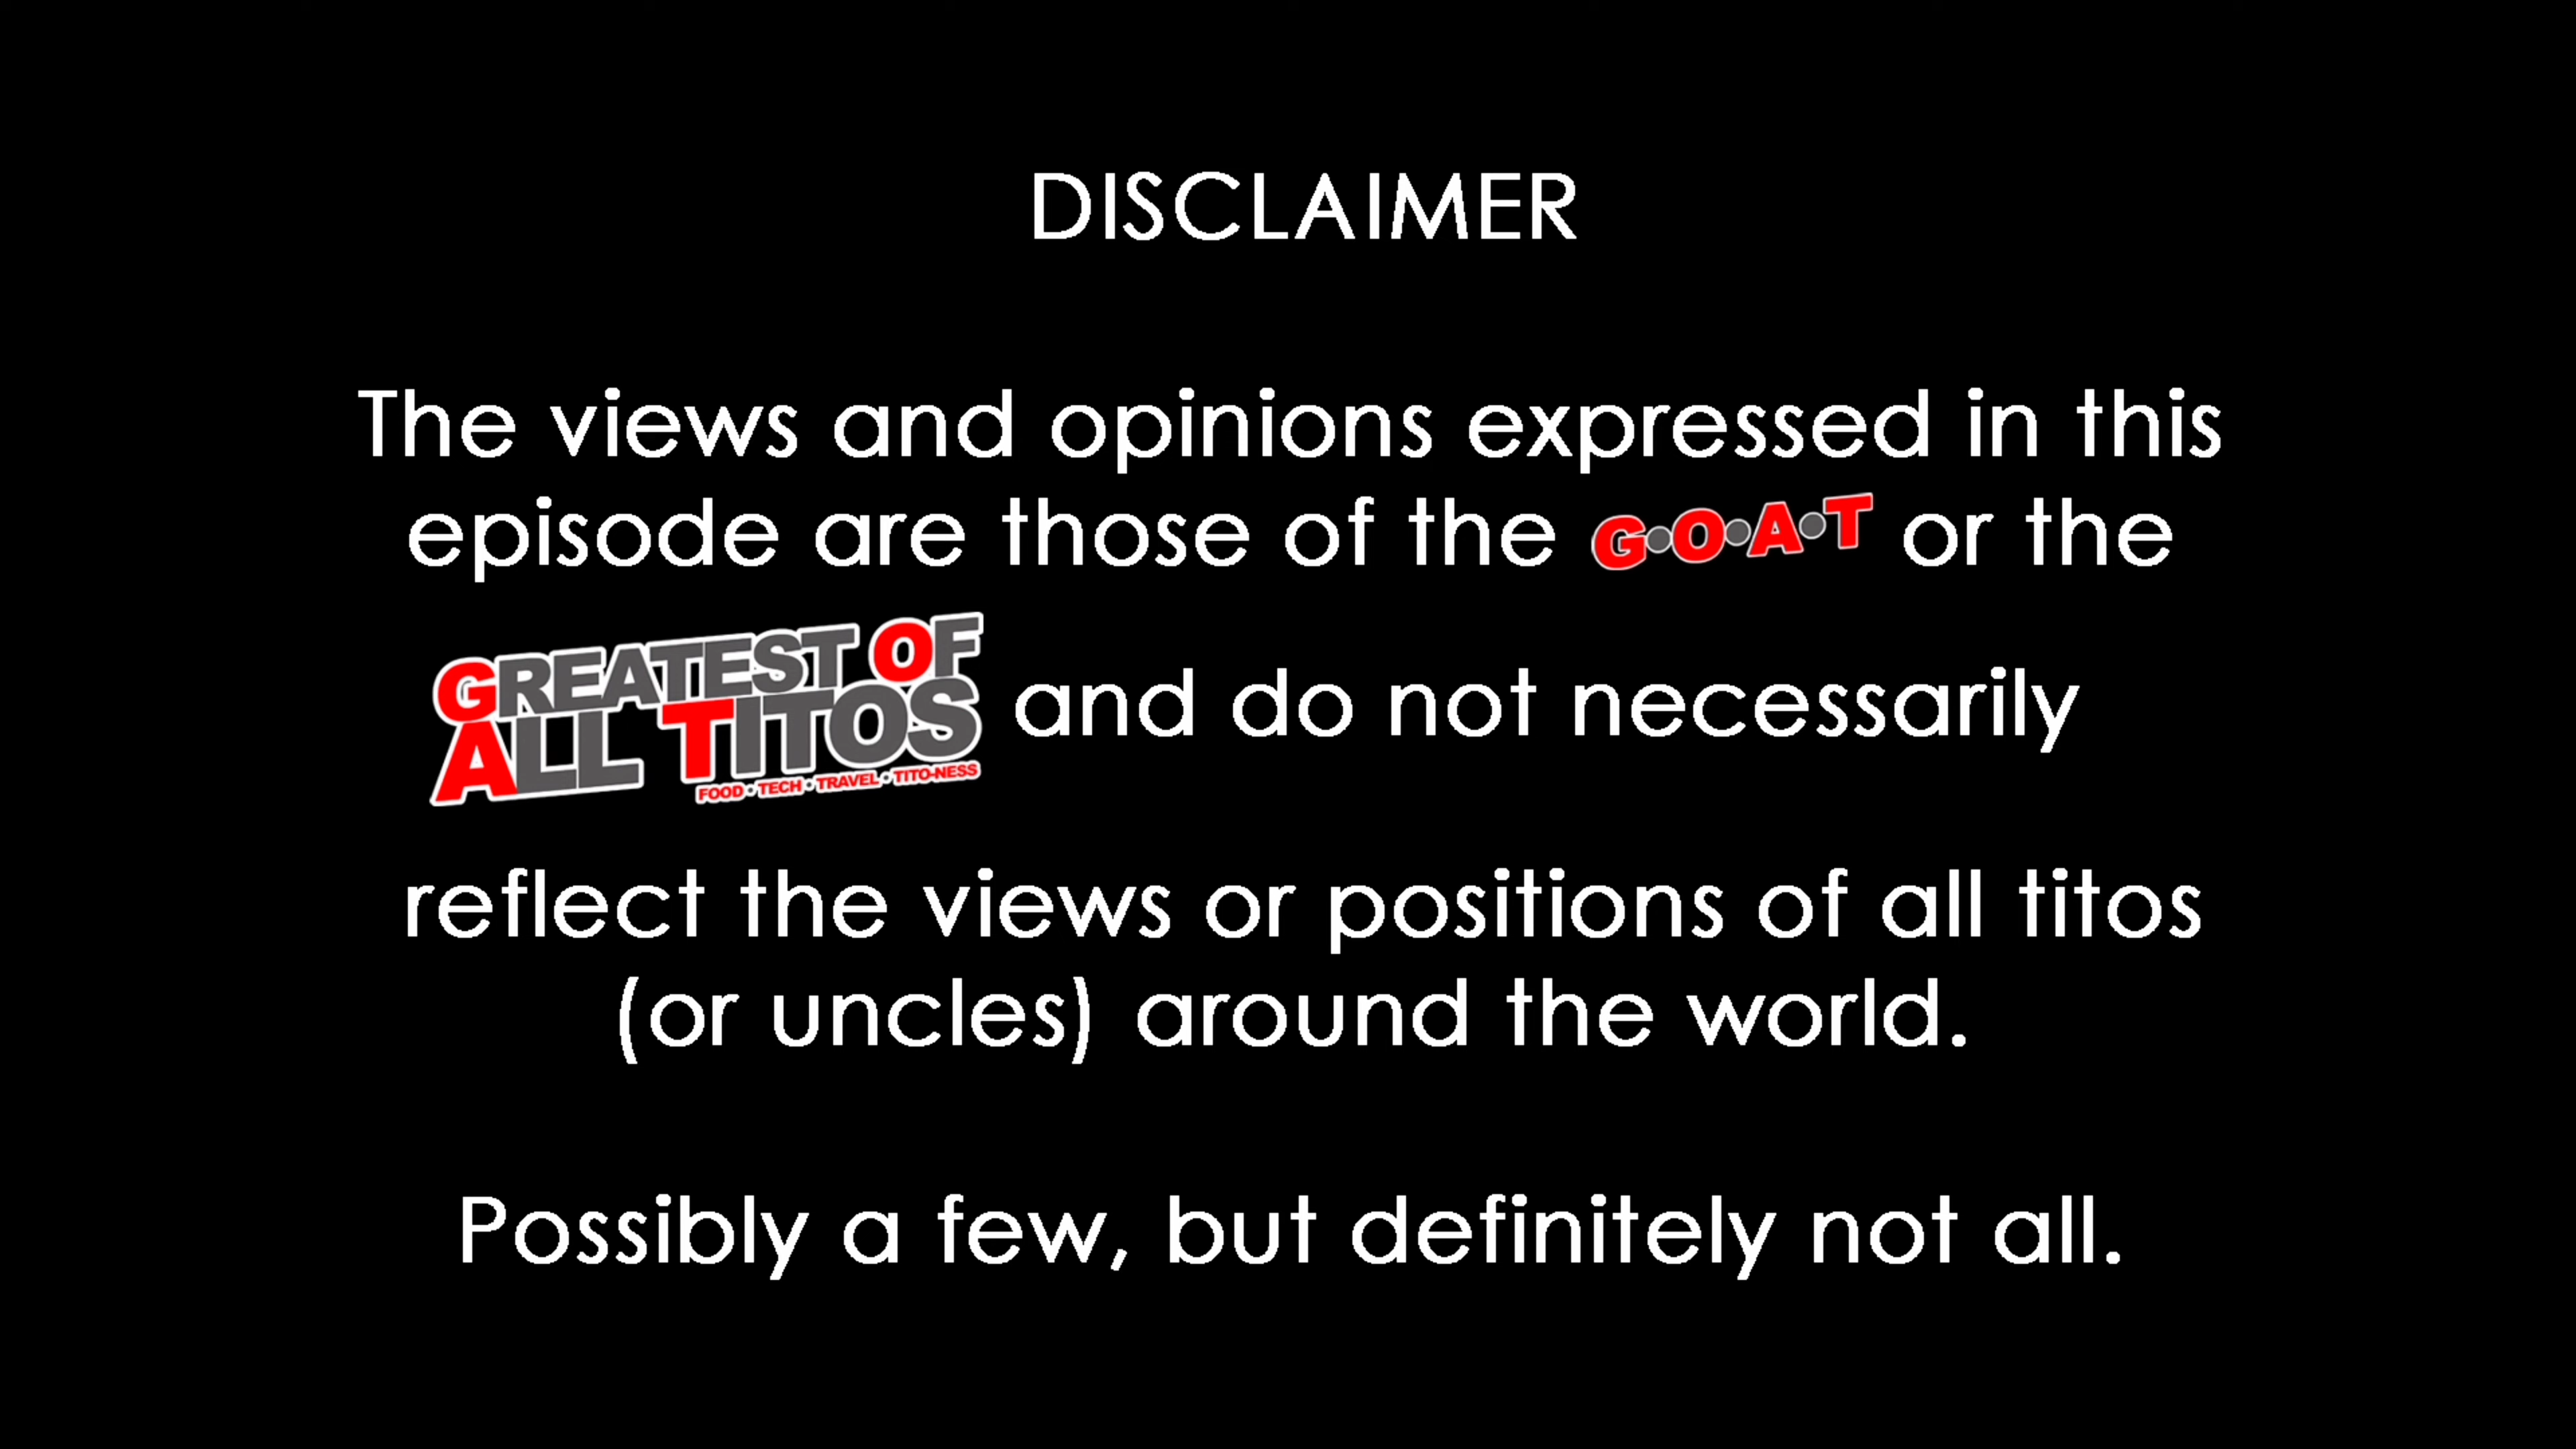 DISCLAIMER
The views and opinions expressed in this
episode are those of the G•O•A•T or the
GREATEST OF
ALL TITOS
FOOD • TECH • TRAVEL • TITO-NESS
and do not necessarily
reflect the views or positions of all titos
(or uncles) around the world.
Possibly a few, but definitely not all.